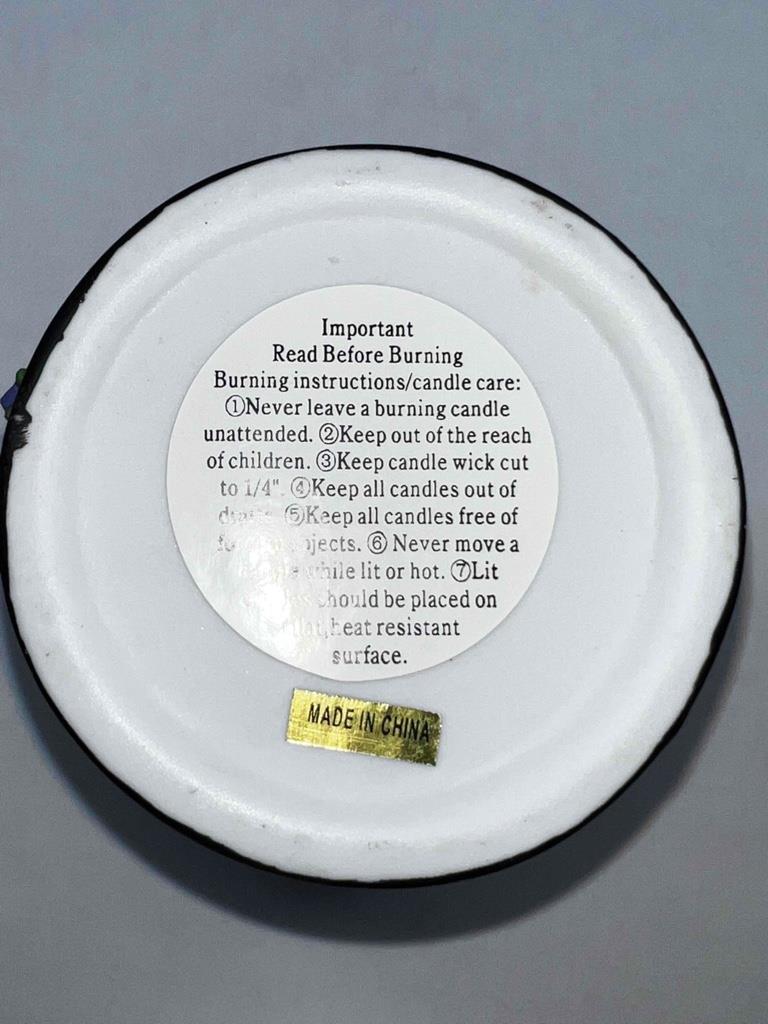 Important
Read Before Burning
Burning instructions/candle care:
①Never leave a burning candle
unattended. ②Keep out of the reach
of children. ③Keep candle wick cut
to 1/4". ④Keep all candles out of
⑤Keep all candles free of
⑥ Never move a
while lit or hot. ⑦Lit
should be placed on
flat,heat resistant
surface.
MADE IN CHINA